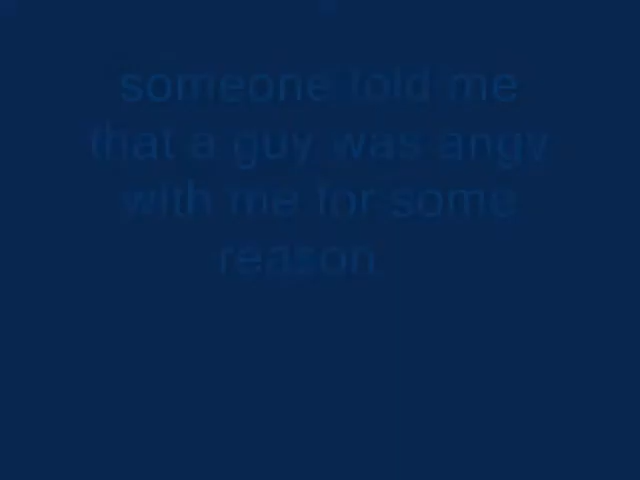 someone told me
that a guy was angy
with me for some
reason.